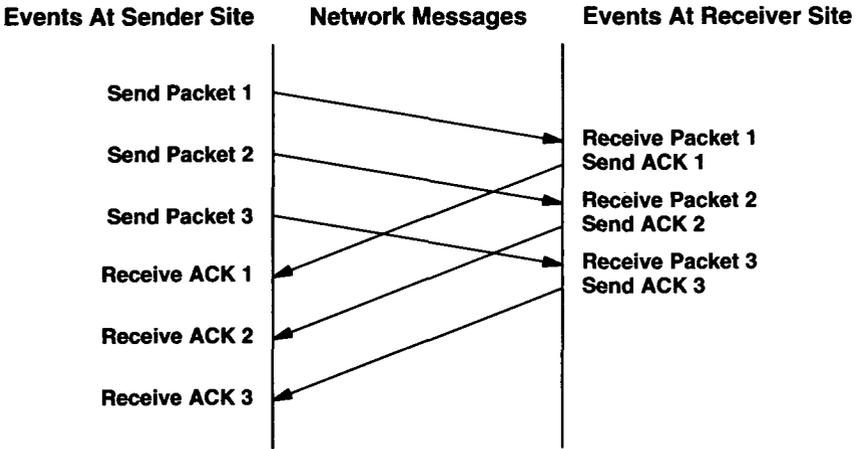 Events At Sender Site
Network Messages
Events At Receiver Site
Send Packet 1
Receive Packet 1
Send ACK 1
Send Packet 2
Receive Packet 2
Send ACK 2
Send Packet 3
Receive Packet 3
Send ACK 3
Receive ACK 1
Receive ACK 2
Receive ACK 3